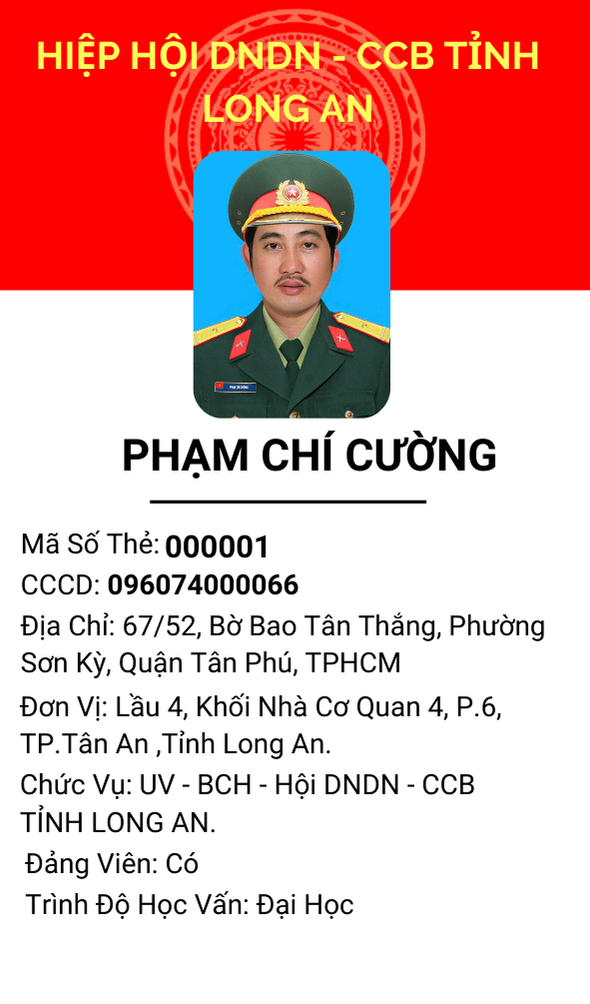 HIỆP HỘI DNDN - CCB TỈNH
LONG AN
PHẠM CHÍ CƯỜNG
PHẠM CHÍ CƯỜNG
Mã Số Thẻ: 000001
CCCD: 096074000066
Địa Chỉ: 67/52, Bờ Bao Tân Thắng, Phường
Sơn Kỳ, Quận Tân Phú, TPHCM
Đơn Vị: Lầu 4, Khối Nhà Cơ Quan 4, P.6,
TP.Tân An ,Tỉnh Long An.
Chức Vụ: UV - BCH - Hội DNDN - CCB
TỈNH LONG AN.
Đảng Viên: Có
Trình Độ Học Vấn: Đại Học